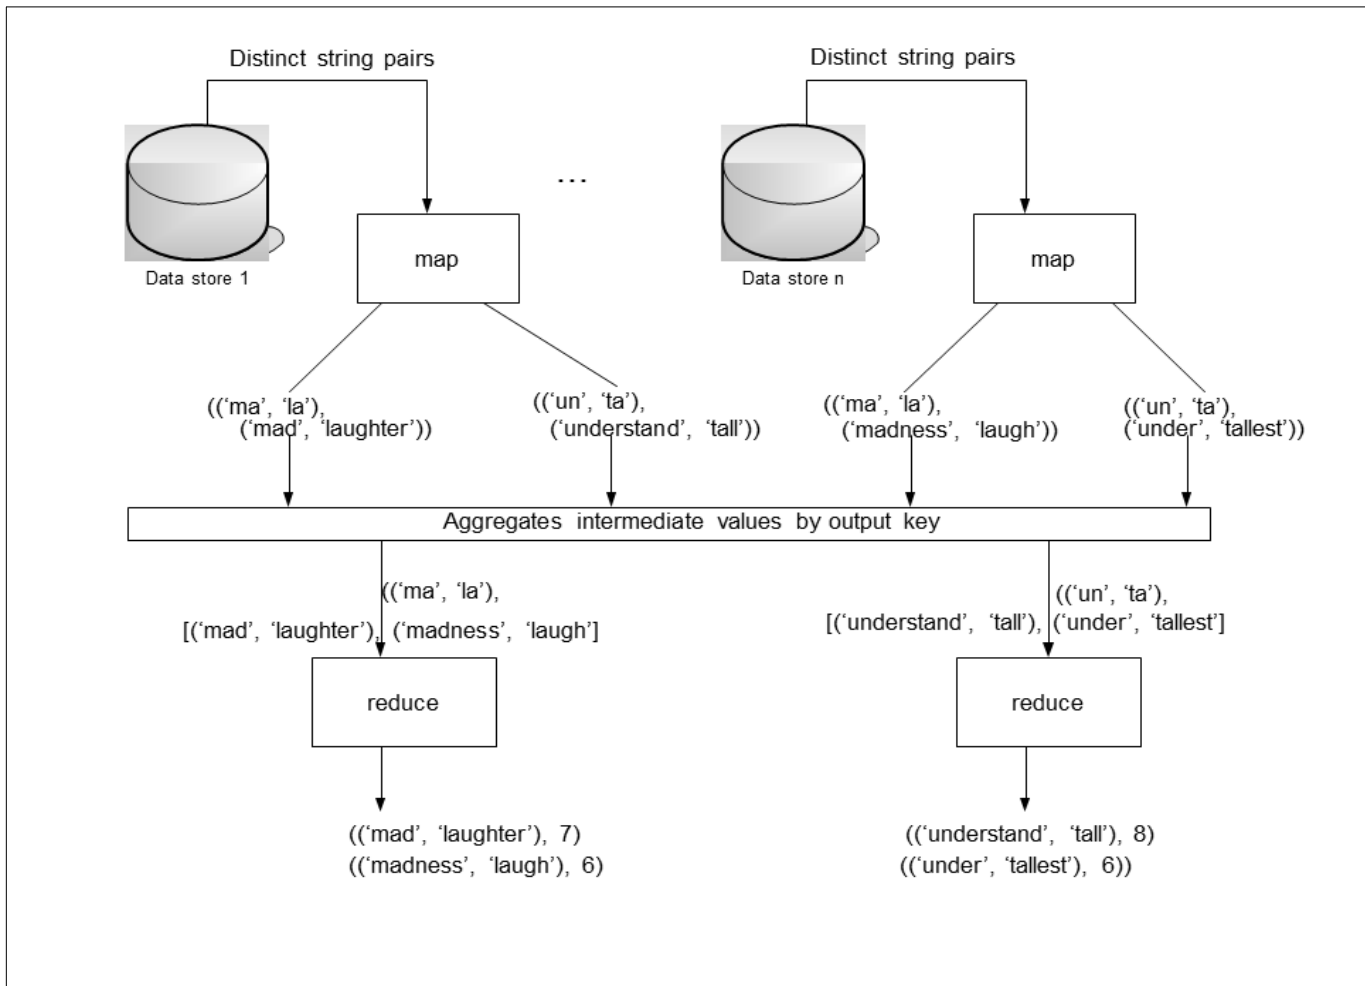 Distinct string pairs
Distinct string pairs
...
map
map
Data store 1
Data store n
((‘ma’, ‘la’),
(‘mad’, ‘laughter’))
((‘un’, ‘ta’),
(‘understand’, ‘tall’))
((‘ma’, ‘la’),
(‘madness’, ‘laugh’))
((‘un’, ‘ta’),
(‘under’, ‘tallest’))
Aggregates intermediate values by output key
((‘ma’, ‘la’),
[(‘mad’, ‘laughter’), (‘madness’, ‘laugh’]
((‘un’, ‘ta’),
[(‘understand’, ‘tall’), (‘under’, ‘tallest’]
reduce
reduce
((‘mad’, ‘laughter’), 7)
((‘madness’, ‘laugh’), 6)
((‘understand’, ‘tall’), 8)
((‘under’, ‘tallest’), 6))